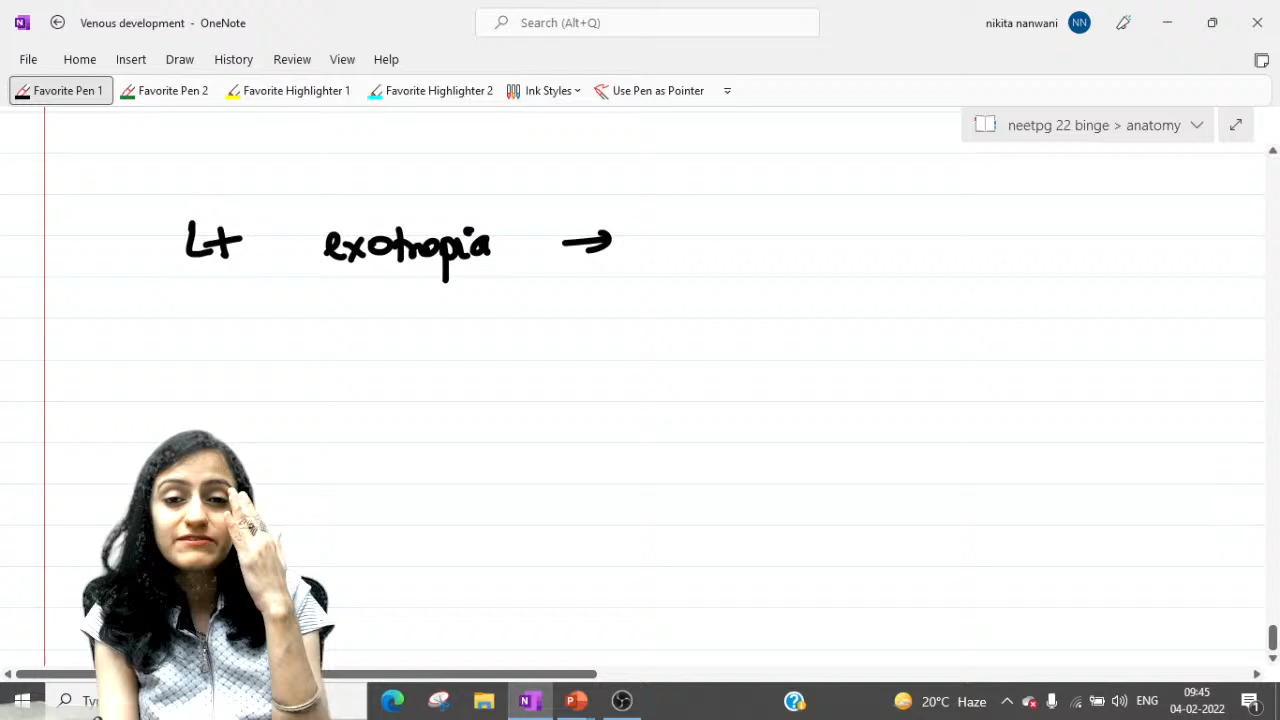 Venous development - OneNote
Search (Alt+Q)
nikita nanwani
NN
File Home Insert Draw History Review View Help
Favorite Pen 1 Favorite Pen 2 Favorite Highlighter 1 Favorite Highlighter 2 Ink Styles Use Pen as Pointer
neetpg 22 binge > anatomy
Lt exotropia →
20°C Haze
ENG
09:45
04-02-2022